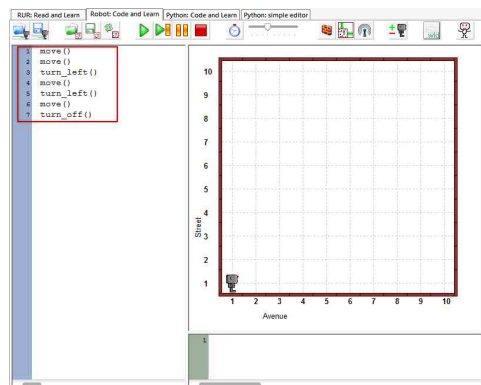 RUR: Read and Learn
Robot: Code and Learn
Python: Code and Learn
Python: simple editor
wld
1 move()
2 move()
3 turn_left()
4 move()
5 turn_left()
6 move()
7 turn_off()
10
9
8
7
6
5
4
3
2
1
Street
1 2 3 4 5 6 7 8 9 10
Avenue
1